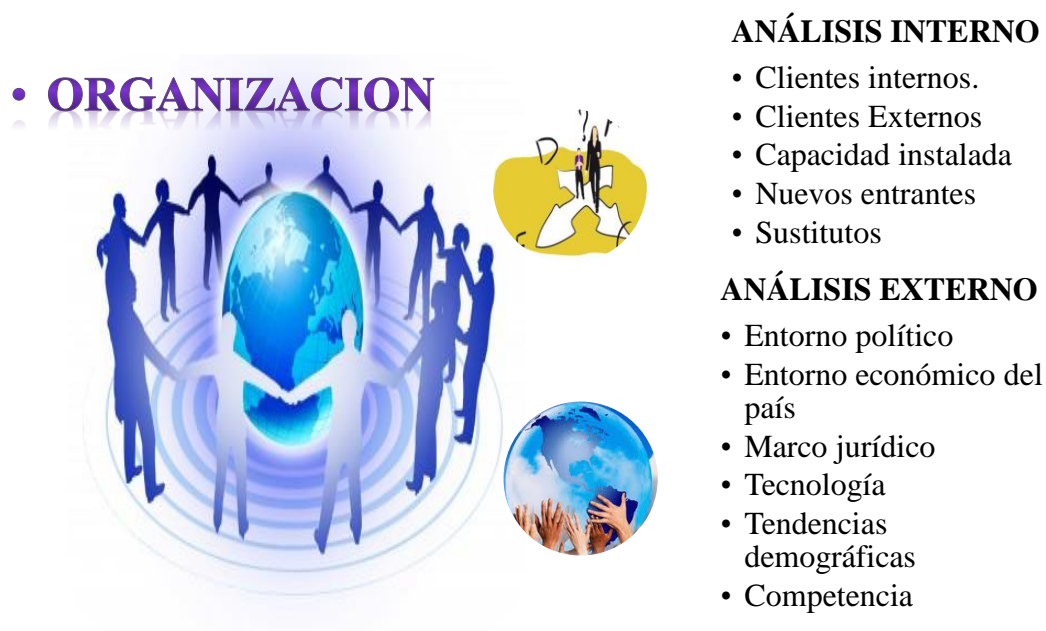 • ORGANIZACION
D ? r
ANÁLISIS INTERNO
• Clientes internos.
• Clientes Externos
• Capacidad instalada
• Nuevos entrantes
• Sustitutos
ANÁLISIS EXTERNO
• Entorno político
• Entorno económico del
país
• Marco jurídico
• Tecnología
• Tendencias
demográficas
• Competencia